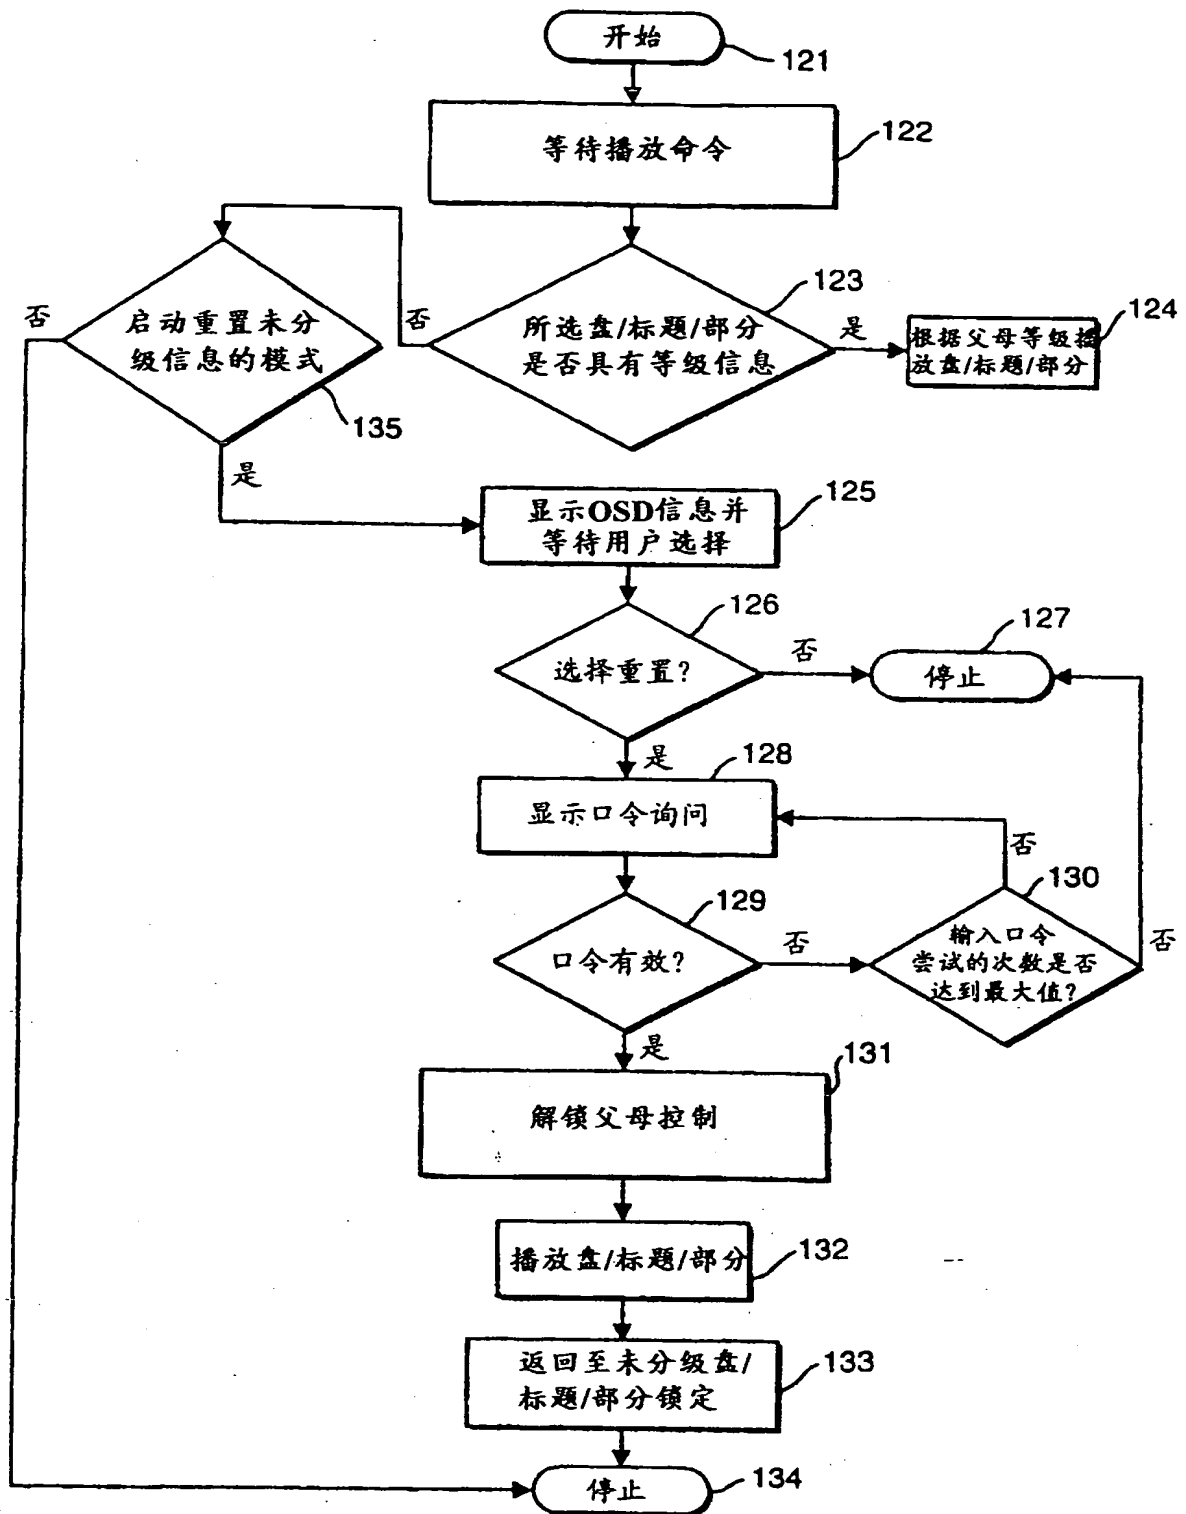 开始
121
等待播放命令
122
所选盘/标题/部分
是否具有等级信息
123
是
根据父母等级播
放盘/标题/部分
124
否
启动重置未分
级信息的模式
135
否
是
显示OSD信息并
等待用户选择
125
选择重置?
126
否
停止
127
是
显示口令询问
128
口令有效?
129
否
输入口令
尝试的次数是否
达到最大值?
130
否
否
是
解锁父母控制
131
播放盘/标题/部分
132
返回至未分级盘/
标题/部分锁定
133
停止
134